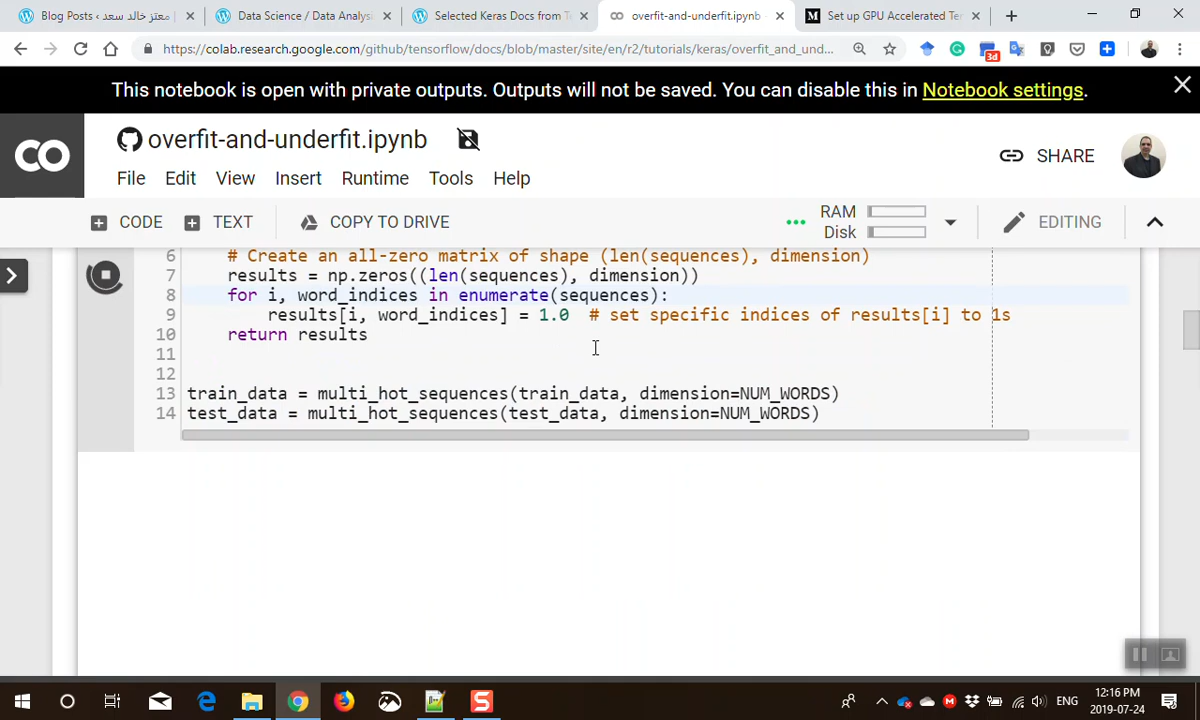 معتز خالد سعد › Blog Posts
Data Science / Data Analysi
Selected Keras Docs from T
overfit-and-underfit.ipynb
Set up GPU Accelerated Te
https://colab.research.google.com/github/tensorflow/docs/blob/master/site/en/r2/tutorials/keras/overfit_and_und...
3d
This notebook is open with private outputs. Outputs will not be saved. You can disable this in Notebook settings.
CO
overfit-and-underfit.ipynb
SHARE
File Edit View Insert Runtime Tools Help
CODE TEXT COPY TO DRIVE
RAM
Disk
EDITING
6 # Create an all-zero matrix of shape (len(sequences), dimension)
7 results = np.zeros((len(sequences), dimension))
8 for i, word_indices in enumerate(sequences):
9 results[i, word_indices] = 1.0 # set specific indices of results[i] to 1s
10 return results
11
12
13 train_data = multi_hot_sequences(train_data, dimension=NUM_WORDS)
14 test_data = multi_hot_sequences(test_data, dimension=NUM_WORDS)
ENG
12:16 PM
2019-07-24